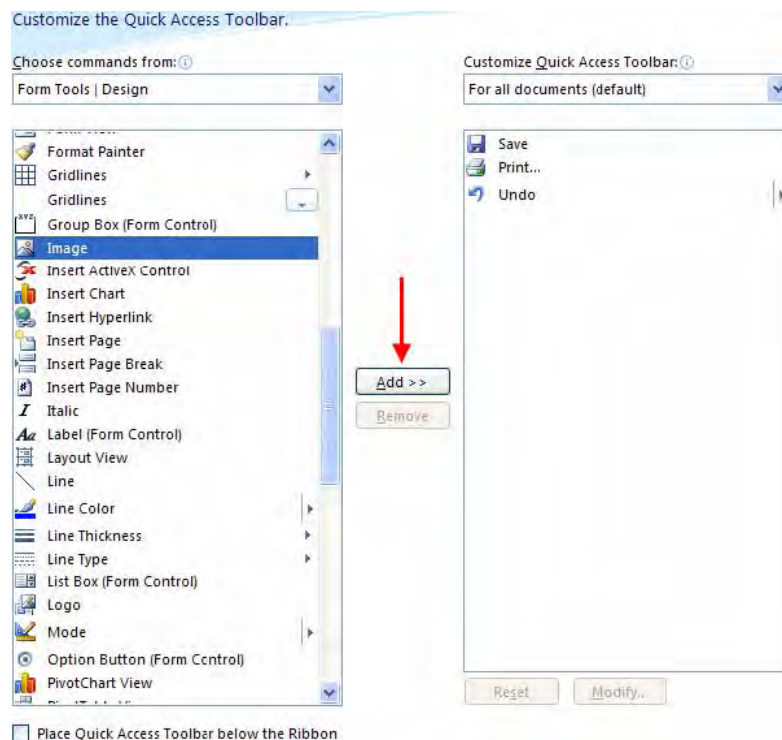 Customize the Quick Access Toolbar.
Choose commands from:
Form Tools | Design
Format Painter
Gridlines
Gridlines
Group Box (Form Control)
Image
Insert ActiveX Control
Insert Chart
Insert Hyperlink
Insert Page
Insert Page Break
Insert Page Number
Italic
Label (Form Control)
Layout View
Line
Line Color
Line Thickness
Line Type
List Box (Form Control)
Logo
Mode
Option Button (Form Control)
PivotChart View
Place Quick Access Toolbar below the Ribbon
Add >>
Remove
Customize Quick Access Toolbar:
For all documents (default)
Save
Print...
Undo
Reset
Modify...